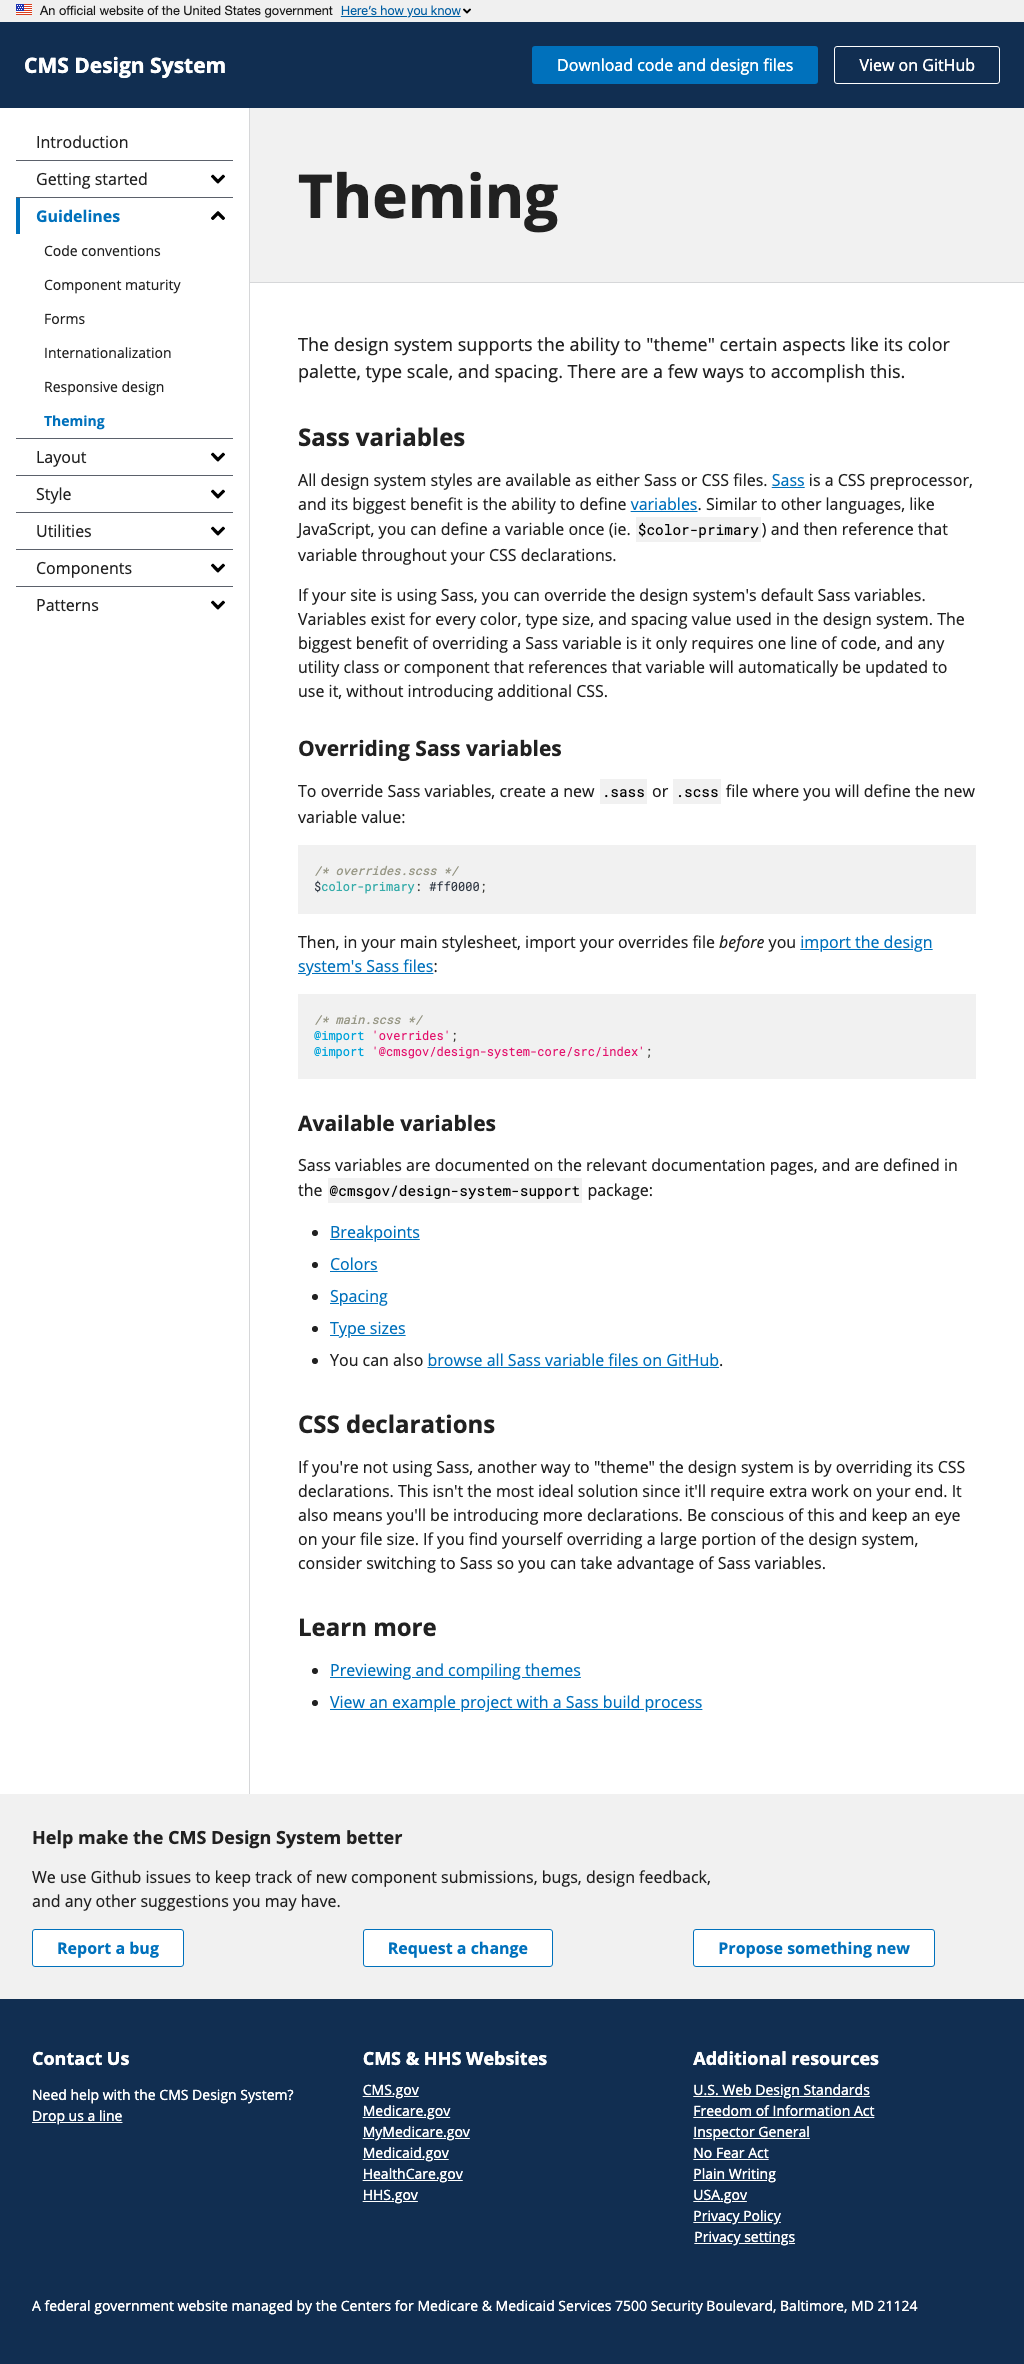 An official website of the United States government Here's how you know
CMS Design System
Download code and design files
View on GitHub
Introduction
Getting started
Guidelines
Code conventions
Component maturity
Forms
Internationalization
Responsive design
Theming
Layout
Style
Utilities
Components
Patterns
Theming
The design system supports the ability to "theme" certain aspects like its color
palette, type scale, and spacing. There are a few ways to accomplish this.
Sass variables
All design system styles are available as either Sass or CSS files. Sass is a CSS preprocessor,
and its biggest benefit is the ability to define variables. Similar to other languages, like
JavaScript, you can define a variable once (ie. $color-primary) and then reference that
variable throughout your CSS declarations.
If your site is using Sass, you can override the design system's default Sass variables.
Variables exist for every color, type size, and spacing value used in the design system. The
biggest benefit of overriding a Sass variable is it only requires one line of code, and any
utility class or component that references that variable will automatically be updated to
use it, without introducing additional CSS.
Overriding Sass variables
To override Sass variables, create a new .sass or .scss file where you will define the new
variable value:
/* overrides.scss */
$color-primary: #ff0000;
Then, in your main stylesheet, import your overrides file before you import the design
system's Sass files:
/* main.scss */
@import 'overrides';
@import '@cmsgov/design-system-core/src/index';
Available variables
Sass variables are documented on the relevant documentation pages, and are defined in
the @cmsgov/design-system-support package:
• Breakpoints
• Colors
• Spacing
• Type sizes
• You can also browse all Sass variable files on GitHub.
CSS declarations
If you're not using Sass, another way to "theme" the design system is by overriding its CSS
declarations. This isn't the most ideal solution since it'll require extra work on your end. It
also means you'll be introducing more declarations. Be conscious of this and keep an eye
on your file size. If you find yourself overriding a large portion of the design system,
consider switching to Sass so you can take advantage of Sass variables.
Learn more
• Previewing and compiling themes
• View an example project with a Sass build process
Help make the CMS Design System better
We use Github issues to keep track of new component submissions, bugs, design feedback,
and any other suggestions you may have.
Report a bug
Request a change
Propose something new
Contact Us
Need help with the CMS Design System?
Drop us a line
CMS & HHS Websites
CMS.gov
Medicare.gov
MyMedicare.gov
Medicaid.gov
HealthCare.gov
HHS.gov
Additional resources
U.S. Web Design Standards
Freedom of Information Act
Inspector General
No Fear Act
Plain Writing
USA.gov
Privacy Policy
Privacy settings
A federal government website managed by the Centers for Medicare & Medicaid Services 7500 Security Boulevard, Baltimore, MD 21124